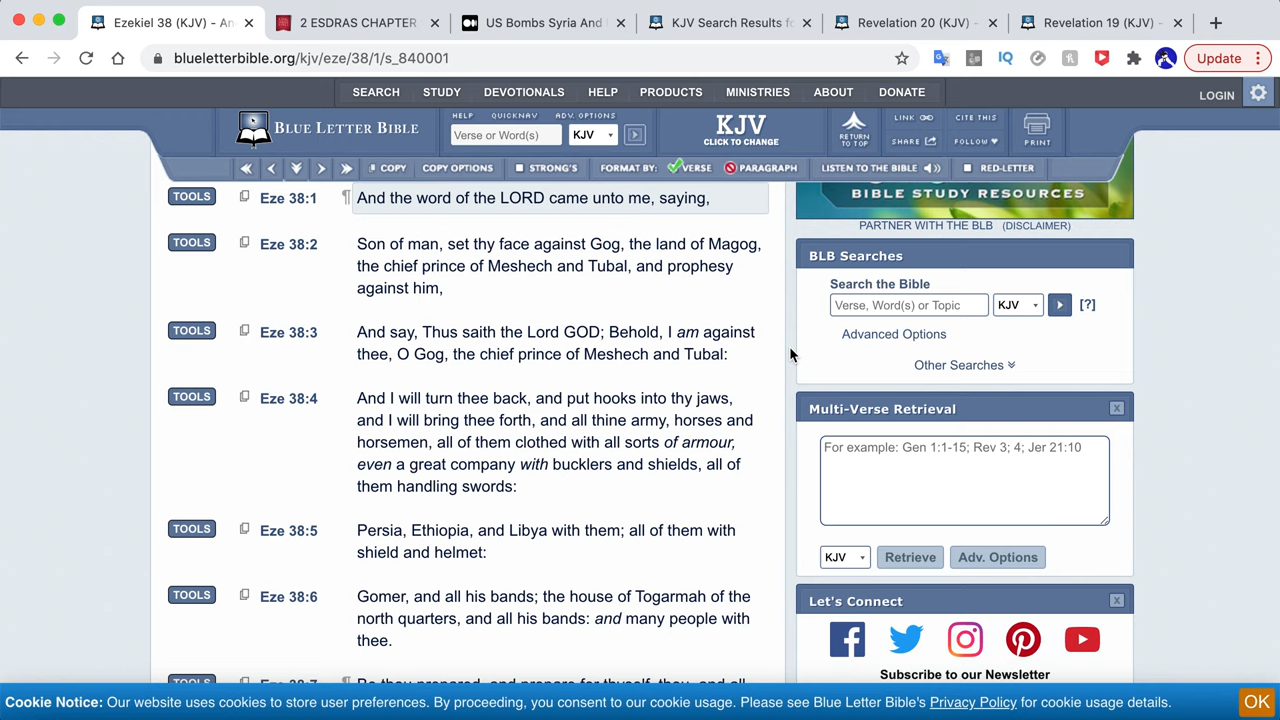 Ezekiel 38 (KJV) - An
2 ESDRAS CHAPTER
US Bombs Syria And
KJV Search Results fo
Revelation 20 (KJV) -
Revelation 19 (KJV) -
blueletterbible.org/kjv/eze/38/1/s_840001
Update
SEARCH STUDY DEVOTIONALS HELP PRODUCTS MINISTRIES ABOUT DONATE
LOGIN
BLUE LETTER BIBLE
HELP QUICKNAV ADV. OPTIONS
Verse or Word(s) KJV
KJV
CLICK TO CHANGE
RETURN
TO TOP
LINK CITE THIS
SHARE FOLLOW
PRINT
COPY COPY OPTIONS STRONG'S FORMAT BY: VERSE PARAGRAPH LISTEN TO THE BIBLE RED-LETTER
TOOLS Eze 38:1 ¶ And the word of the LORD came unto me, saying,
TOOLS Eze 38:2 Son of man, set thy face against Gog, the land of Magog,
the chief prince of Meshech and Tubal, and prophesy
against him,
TOOLS Eze 38:3 And say, Thus saith the Lord GOD; Behold, I am against
thee, O Gog, the chief prince of Meshech and Tubal:
TOOLS Eze 38:4 And I will turn thee back, and put hooks into thy jaws,
and I will bring thee forth, and all thine army, horses and
horsemen, all of them clothed with all sorts of armour,
even a great company with bucklers and shields, all of
them handling swords:
TOOLS Eze 38:5 Persia, Ethiopia, and Libya with them; all of them with
shield and helmet:
TOOLS Eze 38:6 Gomer, and all his bands; the house of Togarmah of the
north quarters, and all his bands: and many people with
thee.
TOOLS Eze 38:7 ¶ Be thou prepared, and prepare for thyself, thou, and all
BIBLE STUDY RESOURCES
PARTNER WITH THE BLB (DISCLAIMER)
BLB Searches
Search the Bible
Verse, Word(s) or Topic KJV [?]
Advanced Options
Other Searches
Multi-Verse Retrieval X
For example: Gen 1:1-15; Rev 3; 4; Jer 21:10
KJV Retrieve Adv. Options
Let's Connect X
Subscribe to our Newsletter
Cookie Notice: Our website uses cookies to store user preferences. By proceeding, you consent to our cookie usage. Please see Blue Letter Bible's Privacy Policy for cookie usage details.
OK